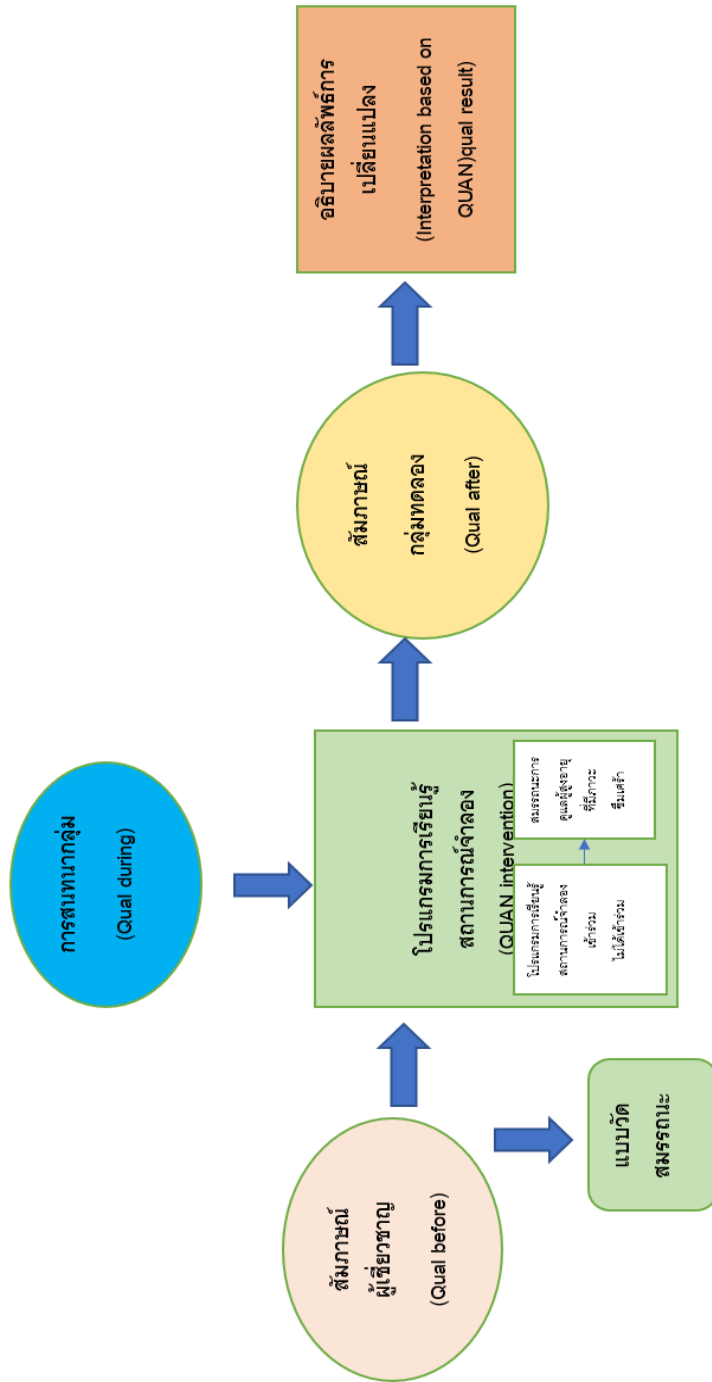 การสนทนากลุ่ม
(Qual during)
สัมภาษณ์
ผู้เชี่ยวชาญ
(Qual before)
แบบวัด
สมรรถนะ
โปรแกรมการเรียนรู้
สถานการณ์จำลอง
(QUAN intervention)
โปรแกรมการเรียนรู้
สถานการณ์จำลอง
เข้าร่วม
ไม่ได้เข้าร่วม
สมรรถนะการ
ดูแลผู้สูงอายุ
ที่มีภาวะ
ซึมเศร้า
สัมภาษณ์
กลุ่มทดลอง
(Qual after)
อธิบายผลลัพธ์การ
เปลี่ยนแปลง
(Interpretation based on
QUAN)qual result)